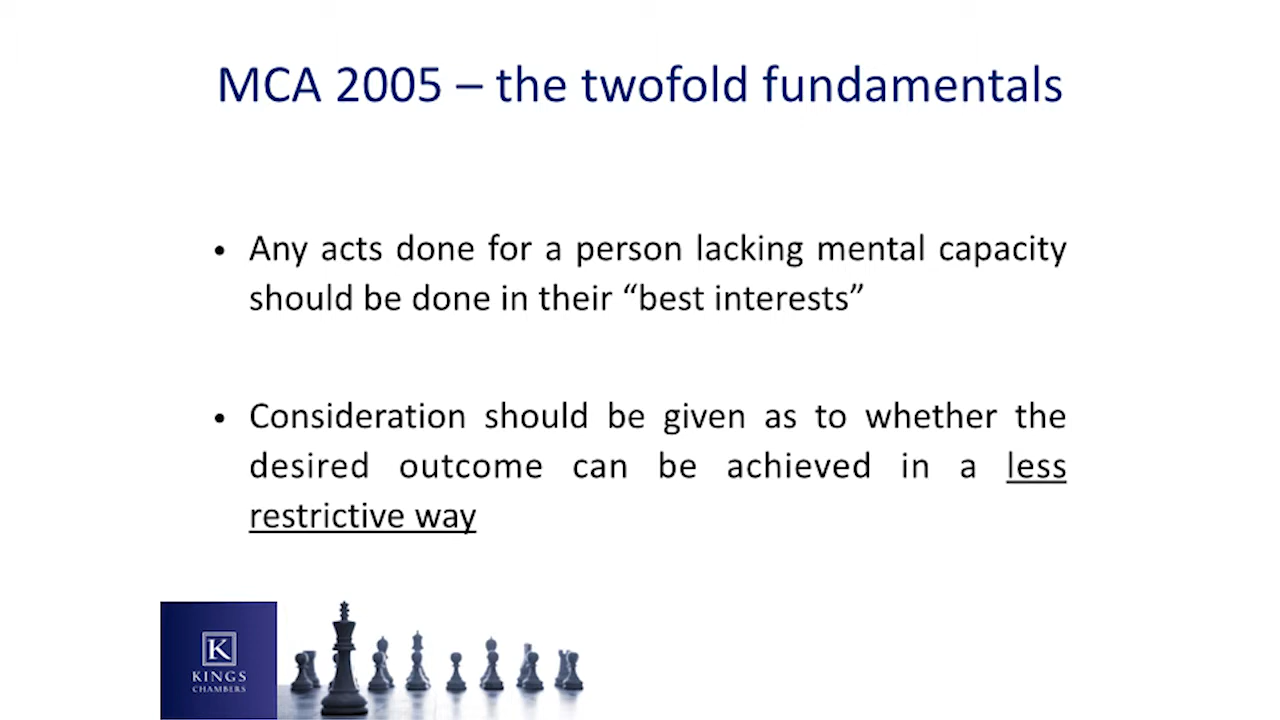 MCA 2005 – the twofold fundamentals
• Any acts done for a person lacking mental capacity
should be done in their “best interests”
• Consideration should be given as to whether the
desired outcome can be achieved in a less
restrictive way
K
KINGS
CHAMBERS